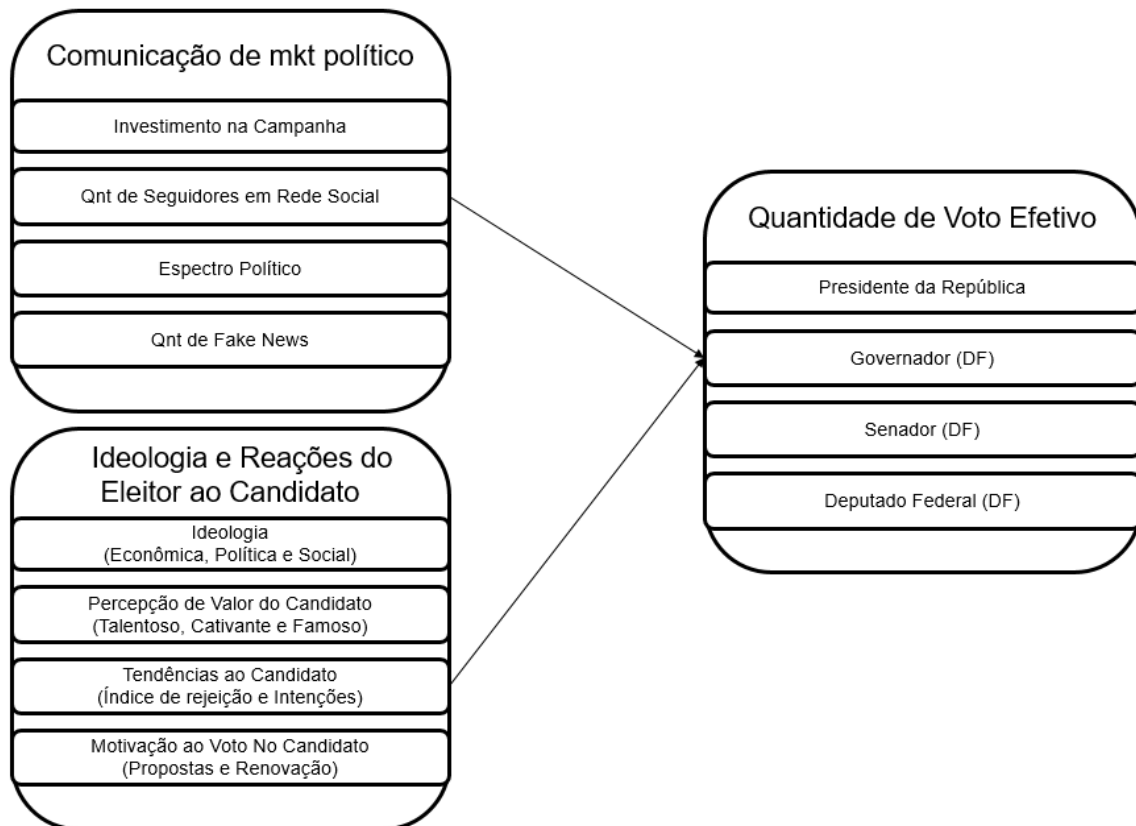 Comunicação de mkt político
Investimento na Campanha
Qnt de Seguidores em Rede Social
Espectro Político
Qnt de Fake News
Ideologia e Reações do
Eleitor ao Candidato
Ideologia
(Econômica, Política e Social)
Percepção de Valor do Candidato
(Talentoso, Cativante e Famoso)
Tendências ao Candidato
(Índice de rejeição e Intenções)
Motivação ao Voto No Candidato
(Propostas e Renovação)
Quantidade de Voto Efetivo
Presidente da República
Governador (DF)
Senador (DF)
Deputado Federal (DF)